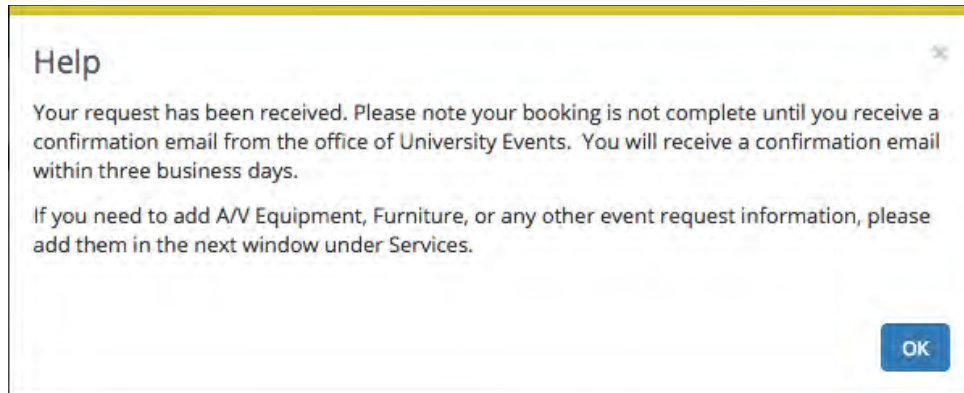 Help
Your request has been received. Please note your booking is not complete until you receive a
confirmation email from the office of University Events.  You will receive a confirmation email
within three business days.
If you need to add A/V Equipment, Furniture, or any other event request information, please
add them in the next window under Services.
OK